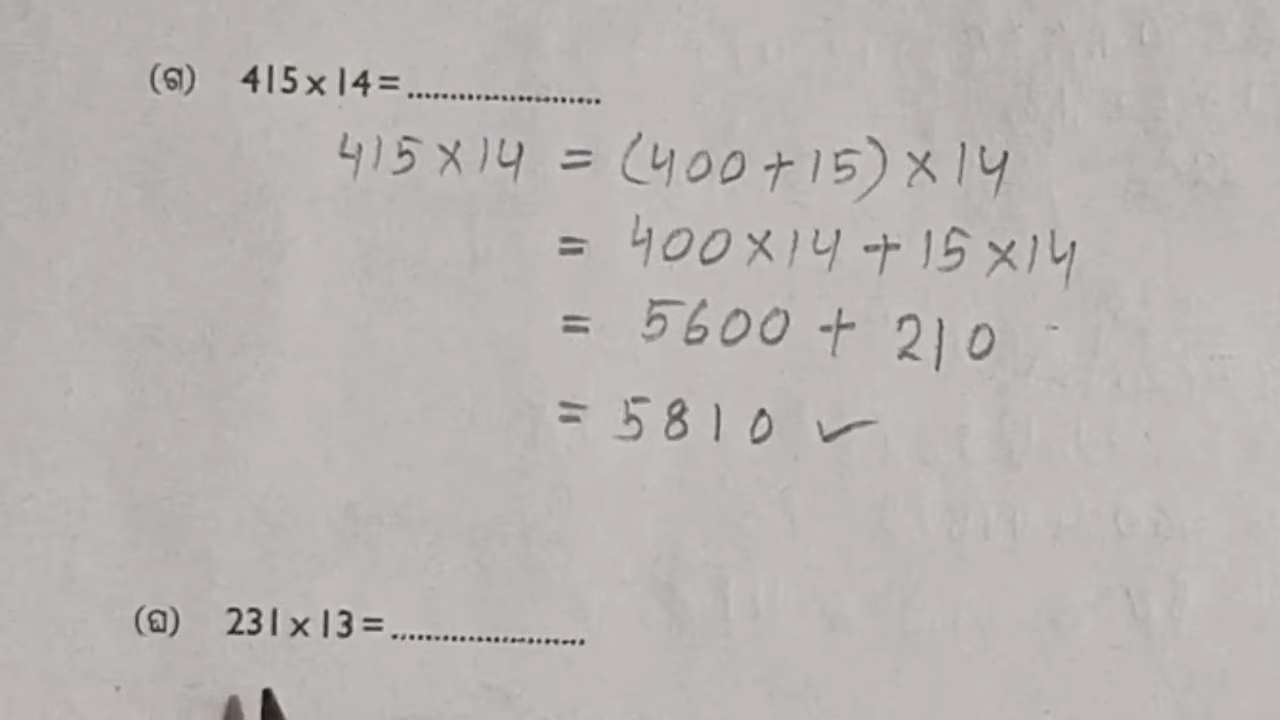 (ଗ) 415 x 14 = ......................
415 × 14 = (400 + 15) × 14
= 400 × 14 + 15 × 14
= 5600 + 210
= 5810 ✓
(ଘ) 231 x 13 = ......................